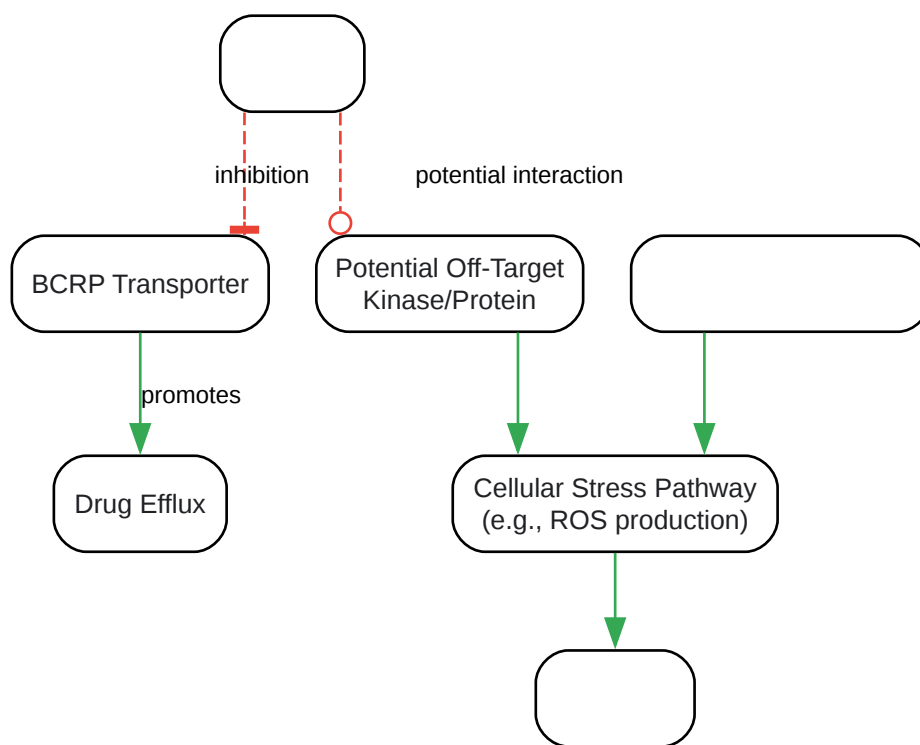 inhibition
potential interaction
BCRP Transporter
Potential Off-Target
Kinase/Protein
promotes
Drug Efflux
Cellular Stress Pathway
(e.g., ROS production)